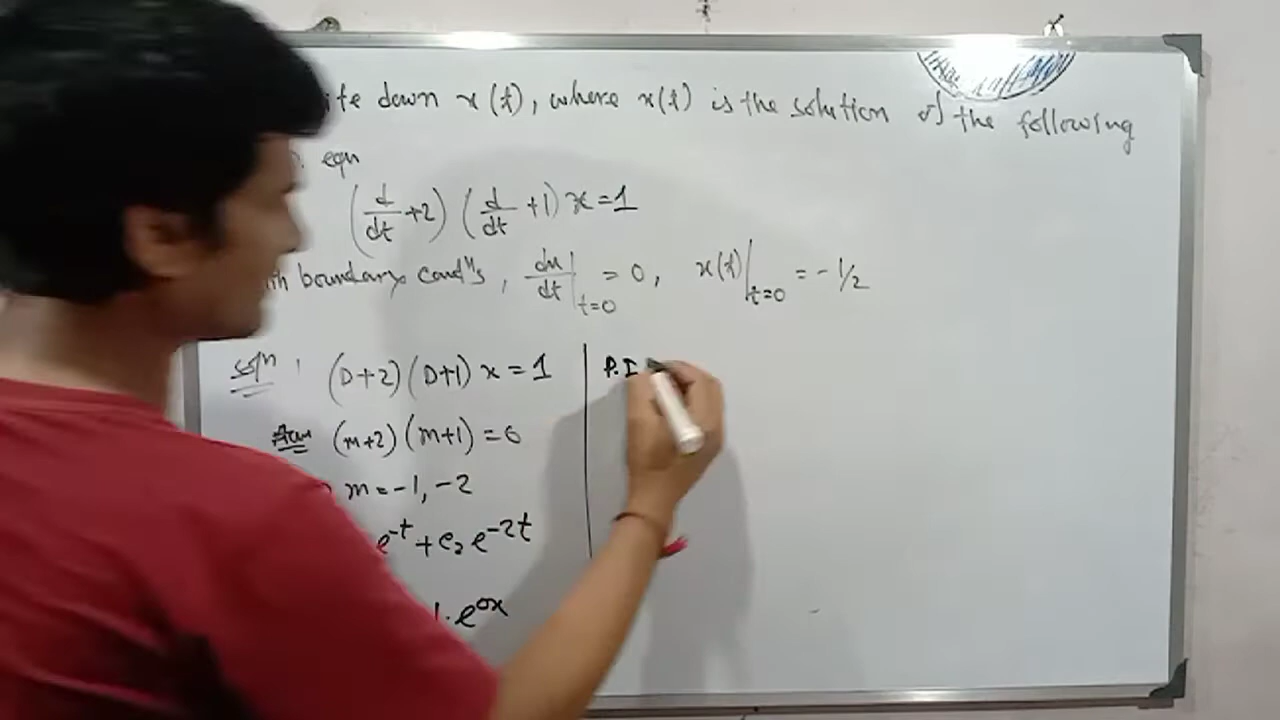 ite down x(t), where x(t) is the solution of the following
eqn
(d/dt +2) (d/dt +1) x = 1
th boundary cond"s, dx/dt|t=0 = 0, x(t)|t=0 = -1/2
solⁿ, (D+2)(D+1) x = 1
(m+2)(m+1) = 0
m = -1, -2
e^-t + c₂ e^-2t
1. e^0x
P.I